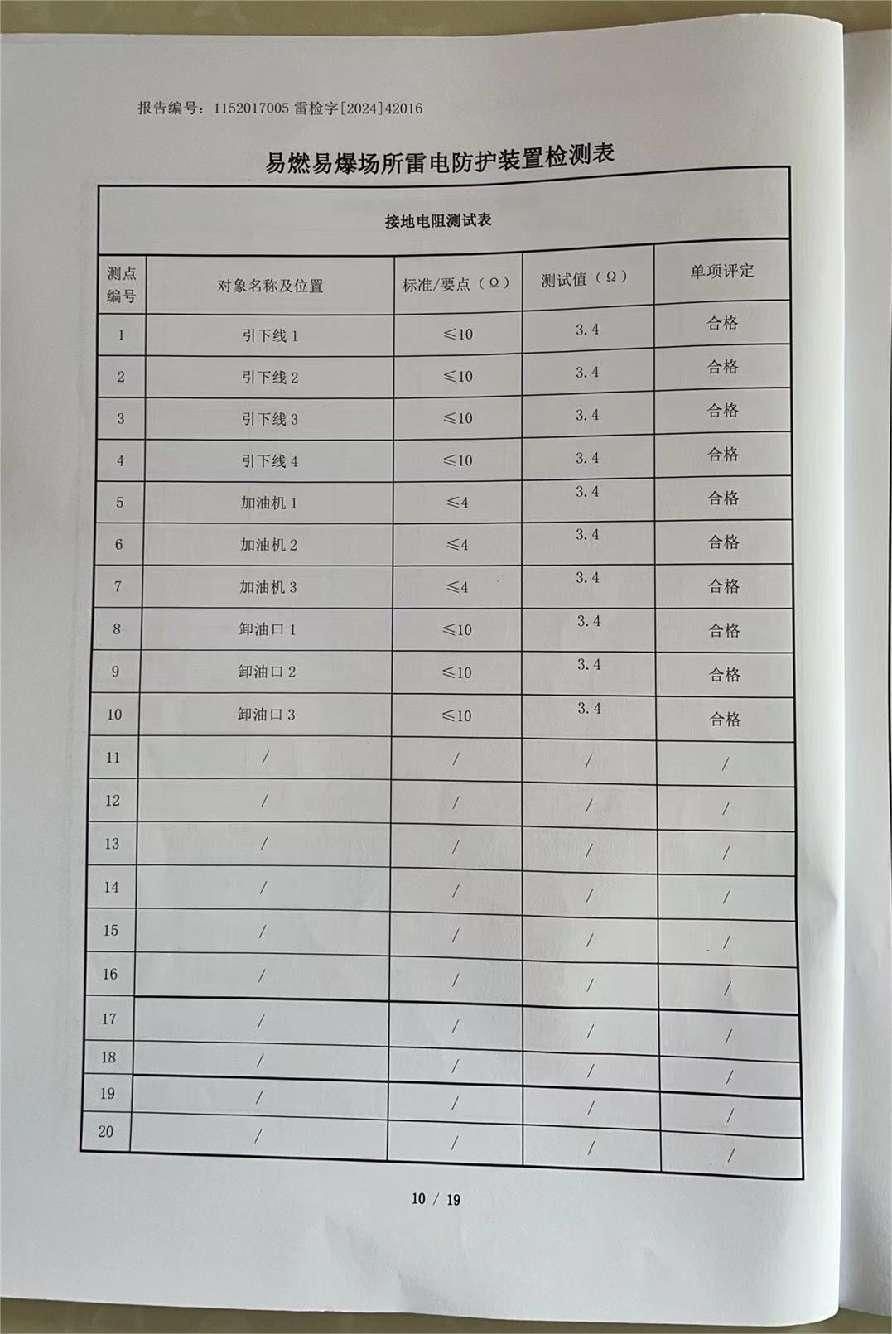 报告编号：1152017005 雷检字[2024]42016
易燃易爆场所雷电防护装置检测表
接地电阻测试表
测点编号 对象名称及位置 标准/要点（Ω） 测试值（Ω） 单项评定
1 引下线 1 ≤10 3.4 合格
2 引下线 2 ≤10 3.4 合格
3 引下线 3 ≤10 3.4 合格
4 引下线 4 ≤10 3.4 合格
5 加油机 1 ≤4 3.4 合格
6 加油机 2 ≤4 3.4 合格
7 加油机 3 ≤4 3.4 合格
8 卸油口 1 ≤10 3.4 合格
9 卸油口 2 ≤10 3.4 合格
10 卸油口 3 ≤10 3.4 合格
11 / / / /
12 / / / /
13 / / / /
14 / / / /
15 / / / /
16 / / / /
17 / / / /
18 / / / /
19 / / / /
20 / / / /
10 / 19